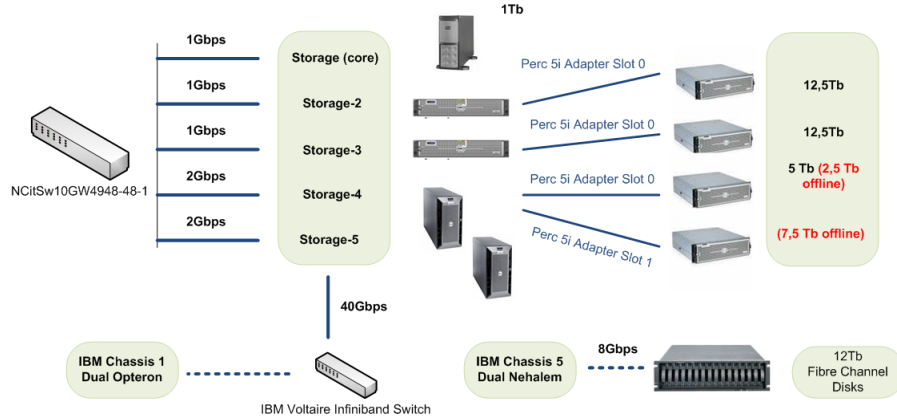 1Tb
1Gbps
Storage (core)
Perc 5i Adapter Slot 0
1Gbps
Storage-2
12,5Tb
1Gbps
Storage-3
Perc 5i Adapter Slot 0
12,5Tb
NCitSw10GW4948-48-1
2Gbps
Storage-4
Perc 5i Adapter Slot 0
5 Tb (2,5 Tb
offline)
2Gbps
Storage-5
Perc 5i Adapter Slot 1
(7,5 Tb offline)
40Gbps
IBM Chassis 1
Dual Opteron
IBM Voltaire Infiniband Switch
IBM Chassis 5
Dual Nehalem
8Gbps
12Tb
Fibre Channel
Disks